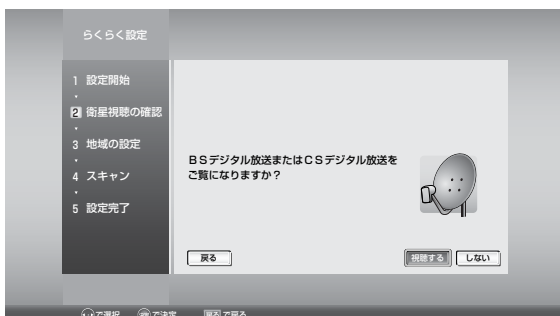 らくらく設定
1 設定開始
2 衛星視聴の確認
3 地域の設定
4 スキャン
5 設定完了
BSデジタル放送またはCSデジタル放送を
ご覧になりますか？
戻る 視聴する しない
で選択 で決定 戻る で戻る